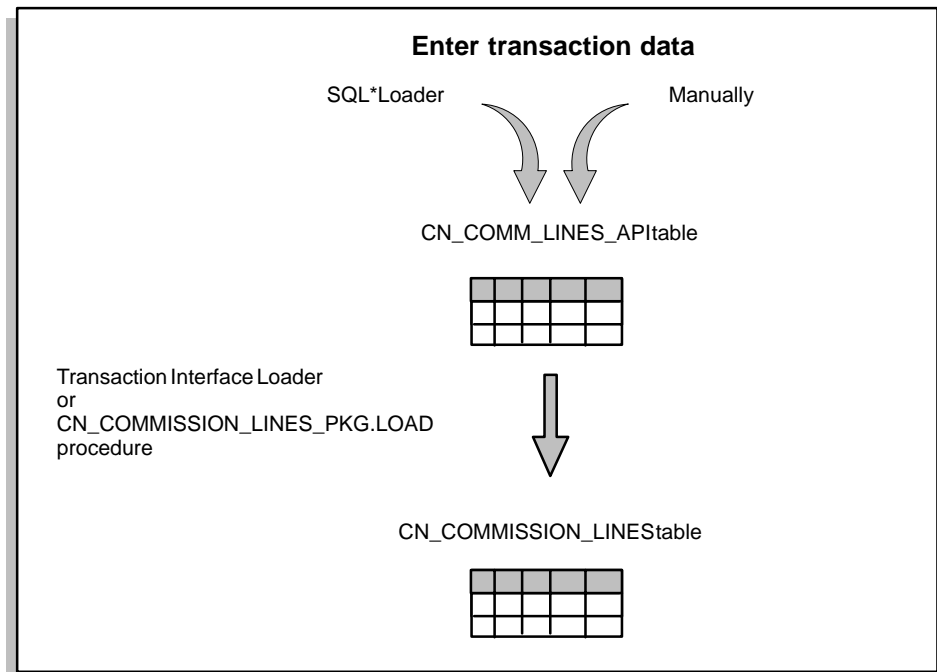 Enter transaction data
SQL*Loader
Manually
CN_COMM_LINES_APItable
Transaction Interface Loader
or
CN_COMMISSION_LINES_PKG.LOAD
procedure
CN_COMMISSION_LINEStable